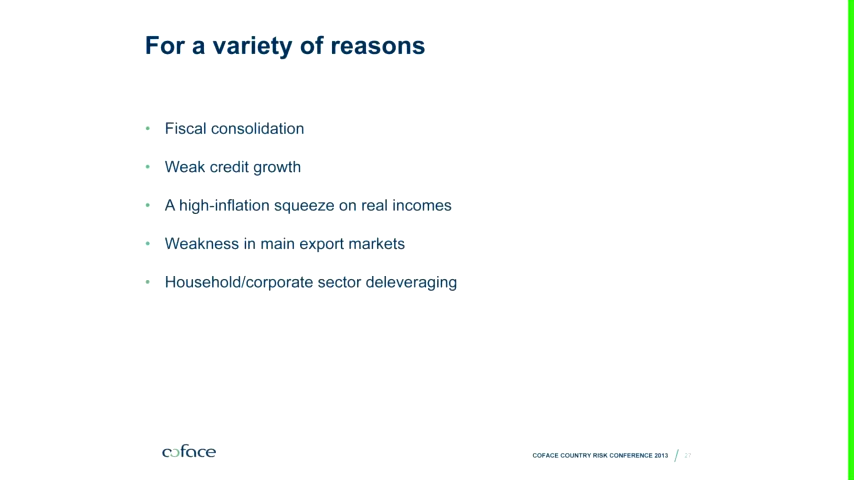 For a variety of reasons
• Fiscal consolidation
• Weak credit growth
• A high-inflation squeeze on real incomes
• Weakness in main export markets
• Household/corporate sector deleveraging
coface
COFACE COUNTRY RISK CONFERENCE 2013 / 27